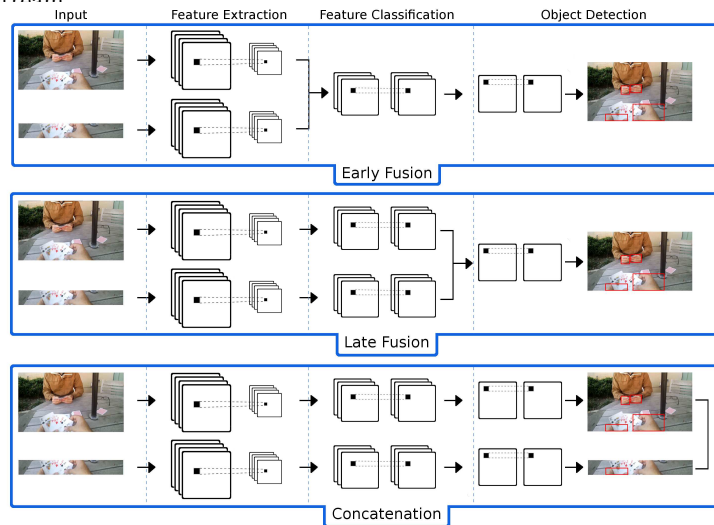 Input
Feature Extraction
Feature Classification
Object Detection
Early Fusion
Late Fusion
Concatenation